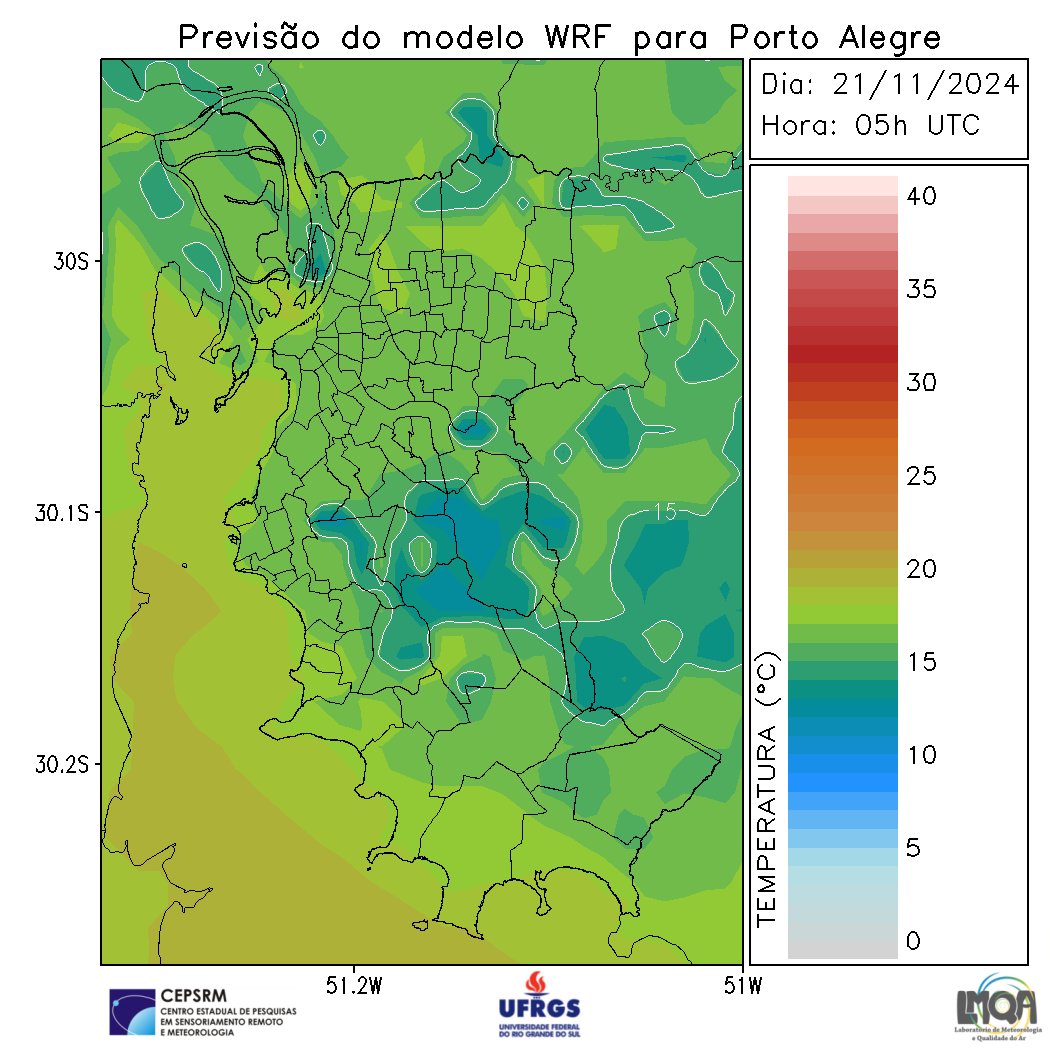 Previsão do modelo WRF para Porto Alegre
Dia: 21/11/2024
Hora: 05h UTC
40
35
30
25
20
15
10
5
0
TEMPERATURA (°C)
30S
30.1S
30.2S
15
51.2W
51W
CEPSRM
CENTRO ESTADUAL DE PESQUISAS
EM SENSORIAMENTO REMOTO
E METEOROLOGIA
UFRGS
UNIVERSIDADE FEDERAL
DO RIO GRANDE DO SUL
LMQA
Laboratório de Meteorologia
e Qualidade do Ar